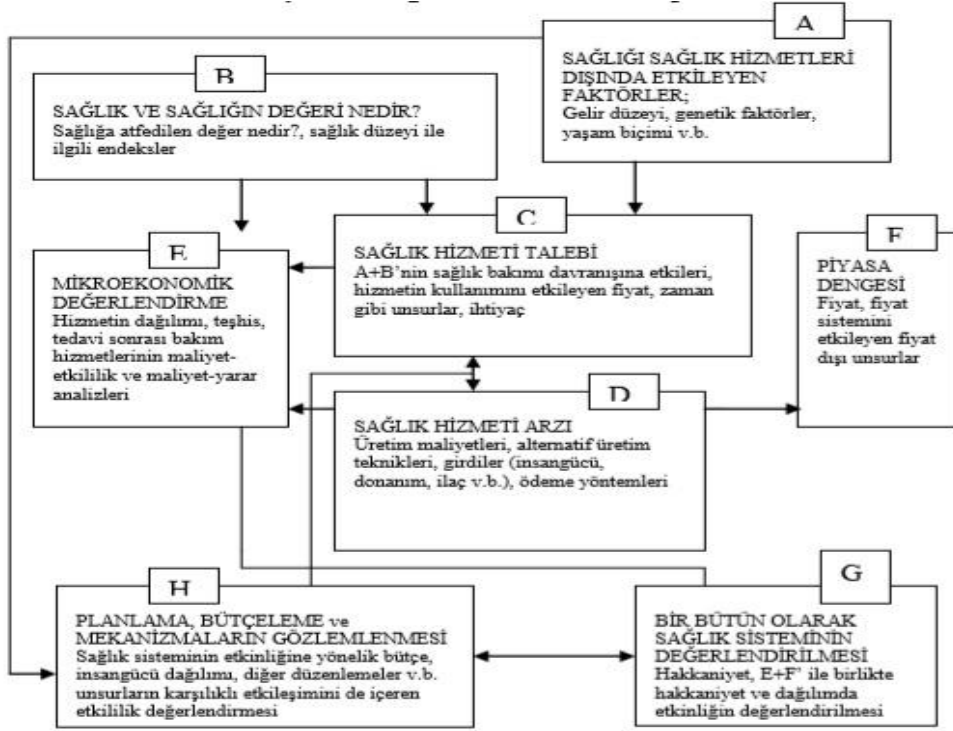 A
SAĞLIĞI SAĞLIK HİZMETLERİ
DIŞINDA ETKİLEYEN
FAKTÖRLER;
Gelir düzeyi, genetik faktörler,
yaşam biçimi v.b.
B
SAĞLIK VE SAĞLIĞIN DEĞERİ NEDİR?
Sağlığa atfedilen değer nedir?, sağlık düzeyi ile
ilgili endeksler
C
SAĞLIK HİZMETİ TALEBİ
A+B’nin sağlık bakımı davranışına etkileri,
hizmetin kullanımını etkileyen fiyat, zaman
gibi unsurlar, ihtiyaç
E
MİKROEKONOMİK
DEĞERLENDİRME
Hizmetin dağılımı, teşhis,
tedavi sonrası bakım
hizmetlerinin maliyet-
etkililik ve maliyet-yarar
analizleri
F
PİYASA
DENGESİ
Fiyat, fiyat
sistemini
etkileyen fiyat
dışı unsurlar
D
SAĞLIK HİZMETİ ARZI
Üretim maliyetleri, alternatif üretim
teknikleri, girdiler (insangücü,
donanım, ilaç v.b.), ödeme yöntemleri
H
PLANLAMA, BÜTÇELEME ve
MEKANİZMALARIN GÖZLEMLENMESİ
Sağlık sisteminin etkinliğine yönelik bütçe,
insangücü dağılımı, diğer düzenlemeler v.b.
unsurların karşılıklı etkileşimini de içeren
etkililik değerlendirmesi
G
BİR BÜTÜN OLARAK
SAĞLIK SİSTEMİNİN
DEĞERLENDİRİLMESİ
Hakkaniyet, E+F’ ile birlikte
hakkaniyet ve dağılımda
etkinliğin değerlendirilmesi